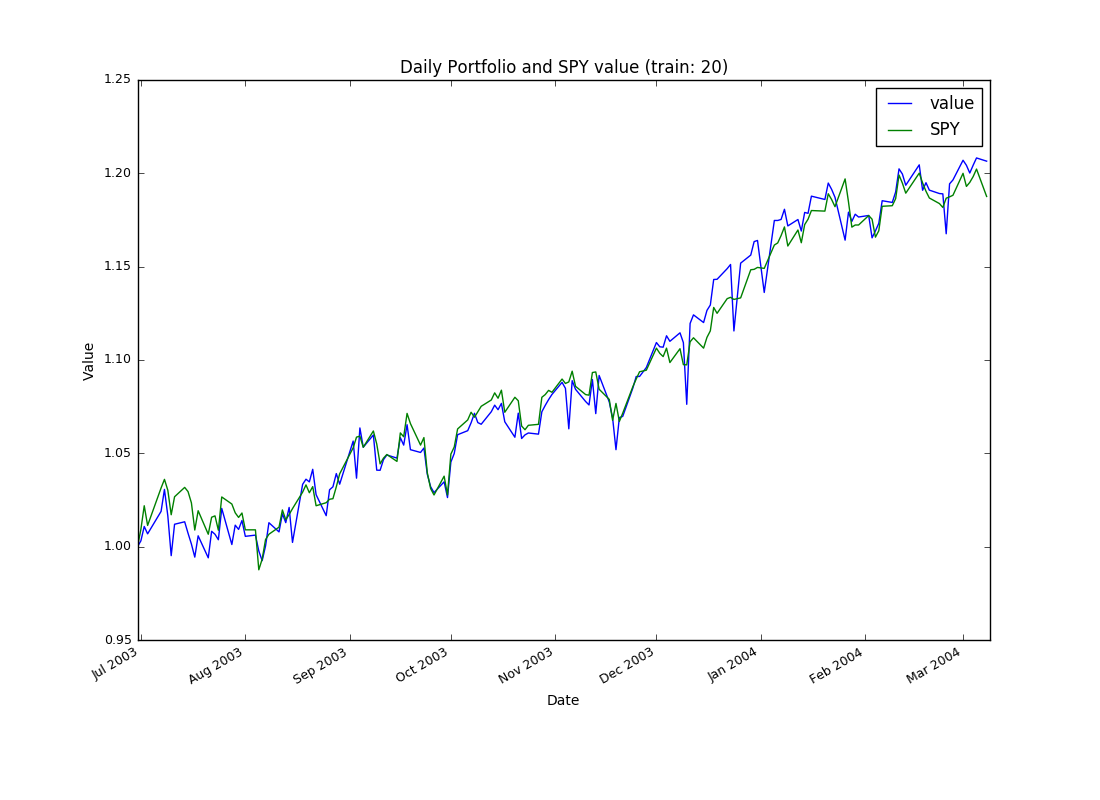 Daily Portfolio and SPY value (train: 20)
1.25
value
SPY
1.20
1.15
1.10
Value
1.05
1.00
0.95
Jul 2003
Aug 2003
Sep 2003
Oct 2003
Nov 2003
Dec 2003
Jan 2004
Feb 2004
Mar 2004
Date